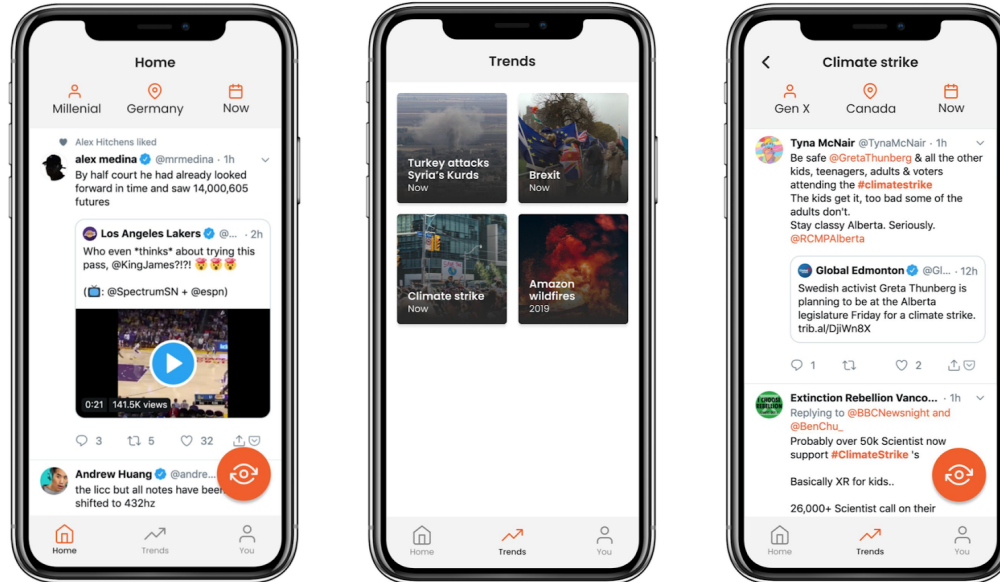 Home
Millenial Germany Now
Alex Hitchens liked
alex medina @mrmedina · 1h
By half court he had already looked
forward in time and saw 14,000,605
futures
Los Angeles Lakers @... · 2h
Who even *thinks* about trying this
pass, @KingJames?!?!
(📺: @SpectrumSN + @espn)
0:21 141.5K views
3 5 32
Andrew Huang @andre...
the licc but all notes have been
shifted to 432hz
Home Trends You
Trends
Turkey attacks
Syria's Kurds
Now
Brexit
Now
Climate strike
Now
Amazon
wildfires
2019
Home Trends You
Climate strike
Gen X Canada Now
Tyna McNair @TynaMcNair · 1h
Be safe @GretaThunberg & all the other
kids, teenagers, adults & voters
attending the #climatestrike
The kids get it, too bad some of the
adults don't.
Stay classy Alberta. Seriously.
@RCMPAlberta
Global Edmonton @Gl... · 12h
Swedish activist Greta Thunberg is
planning to be at the Alberta
legislature Friday for a climate strike.
trib.al/DjiWn8X
1 2
Extinction Rebellion Vanco... · 1h
Replying to @BBCNewsnight and
@BenChu_
Probably over 50k Scientist now
support #ClimateStrike 's
Basically XR for kids..
26,000+ Scientist call on their
Home Trends You